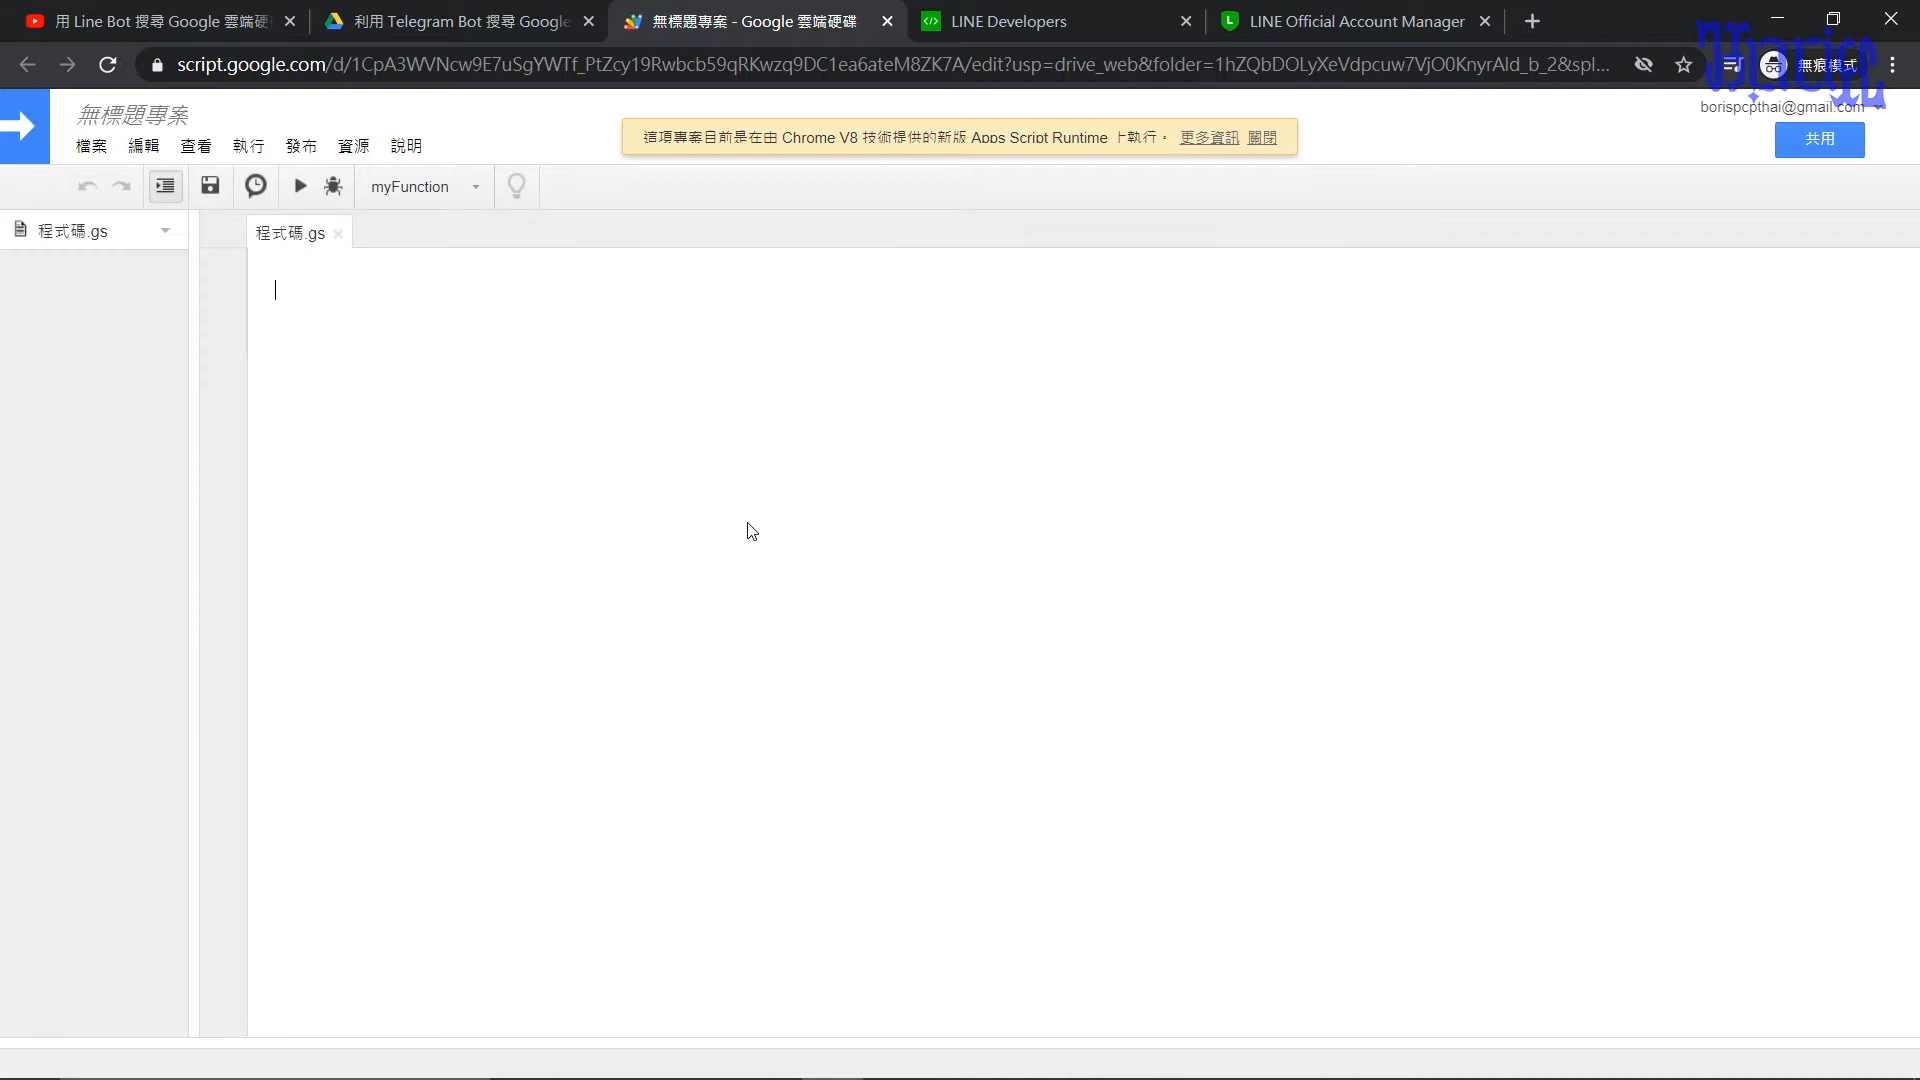 用 Line Bot 搜尋 Google 雲端硬
利用 Telegram Bot 搜尋 Google
無標題專案 - Google 雲端硬碟
LINE Developers
LINE Official Account Manager
script.google.com/d/1CpA3WVNcw9E7uSgYWTf_PtZcy19Rwbcb59qRKwzq9DC1ea6ateM8ZK7A/edit?usp=drive_web&folder=1hZQbDOLyXeVdpcuw7VjO0KnyrAld_b_2&spl...
無痕模式
無標題專案
borispcpthai@gmail.com
檔案 編輯 查看 執行 發布 資源 說明
這項專案目前是在由 Chrome V8 技術提供的新版 Apps Script Runtime 上執行。 更多資訊 關閉
共用
myFunction
程式碼.gs
程式碼.gs